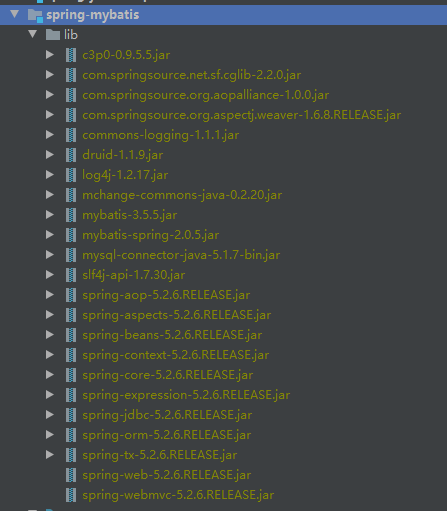 spring-mybatis
lib
c3p0-0.9.5.5.jar
com.springsource.net.sf.cglib-2.2.0.jar
com.springsource.org.aopalliance-1.0.0.jar
com.springsource.org.aspectj.weaver-1.6.8.RELEASE.jar
commons-logging-1.1.1.jar
druid-1.1.9.jar
log4j-1.2.17.jar
mchange-commons-java-0.2.20.jar
mybatis-3.5.5.jar
mybatis-spring-2.0.5.jar
mysql-connector-java-5.1.7-bin.jar
slf4j-api-1.7.30.jar
spring-aop-5.2.6.RELEASE.jar
spring-aspects-5.2.6.RELEASE.jar
spring-beans-5.2.6.RELEASE.jar
spring-context-5.2.6.RELEASE.jar
spring-core-5.2.6.RELEASE.jar
spring-expression-5.2.6.RELEASE.jar
spring-jdbc-5.2.6.RELEASE.jar
spring-orm-5.2.6.RELEASE.jar
spring-tx-5.2.6.RELEASE.jar
spring-web-5.2.6.RELEASE.jar
spring-webmvc-5.2.6.RELEASE.jar